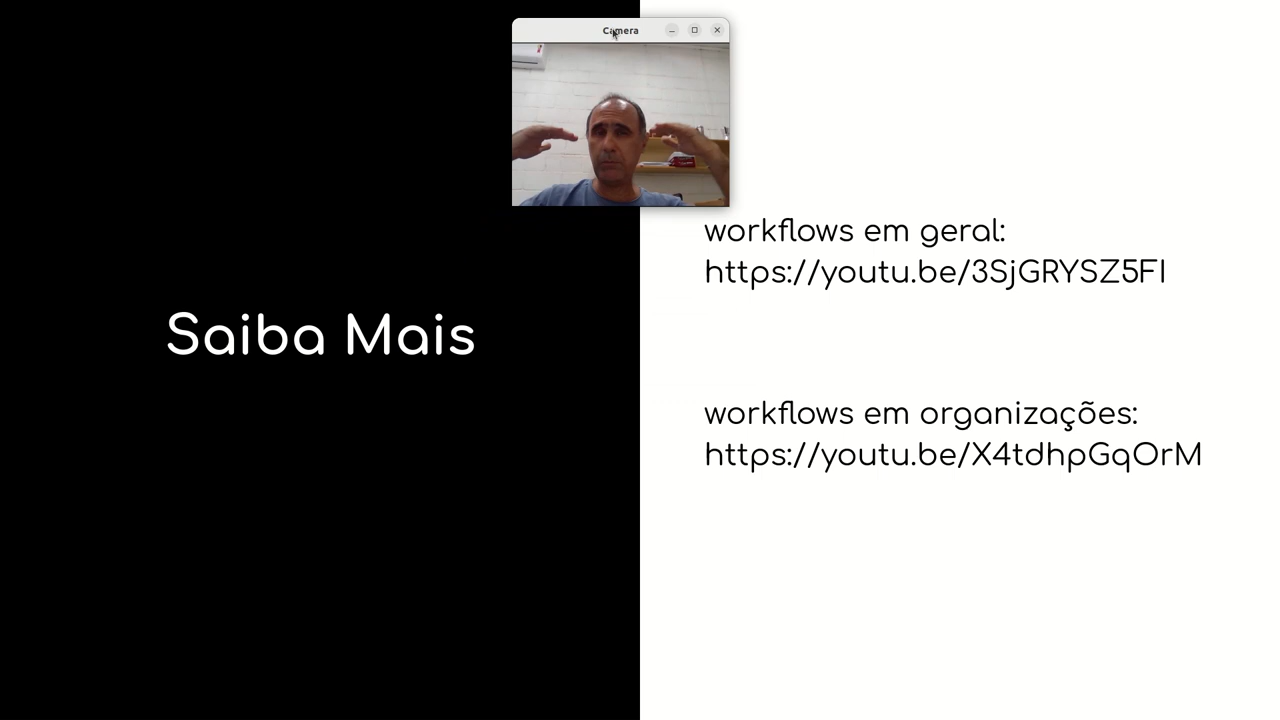 Camera
Saiba Mais
workflows em geral:
https://youtu.be/3SjGRYSZ5FI
workflows em organizações:
https://youtu.be/X4tdhpGqOrM